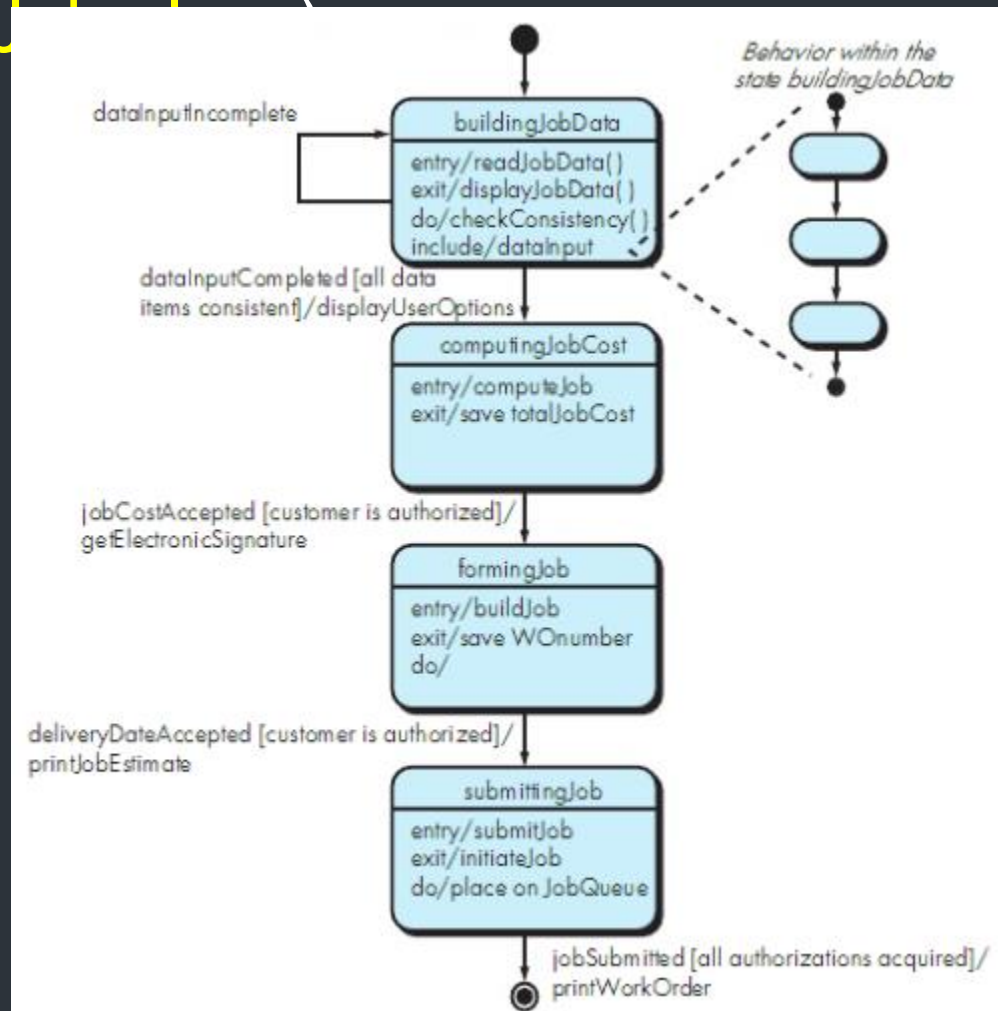 Behavior within the
state buildingJobData
dataInputIncomplete
buildingJobData
entry/readJobData()
exit/displayJobData()
do/checkConsistency()
include/dataInput
dataInputCompleted [all data
items consistent]/displayUserOptions
computingJobCost
entry/computeJob
exit/save totalJobCost
jobCostAccepted [customer is authorized]/
getElectronicSignature
formingJob
entry/buildJob
exit/save WOnumber
do/
deliveryDateAccepted [customer is authorized]/
printJobEstimate
submittingJob
entry/submitJob
exit/initiateJob
do/place on JobQueue
jobSubmitted [all authorizations acquired]/
printWorkOrder